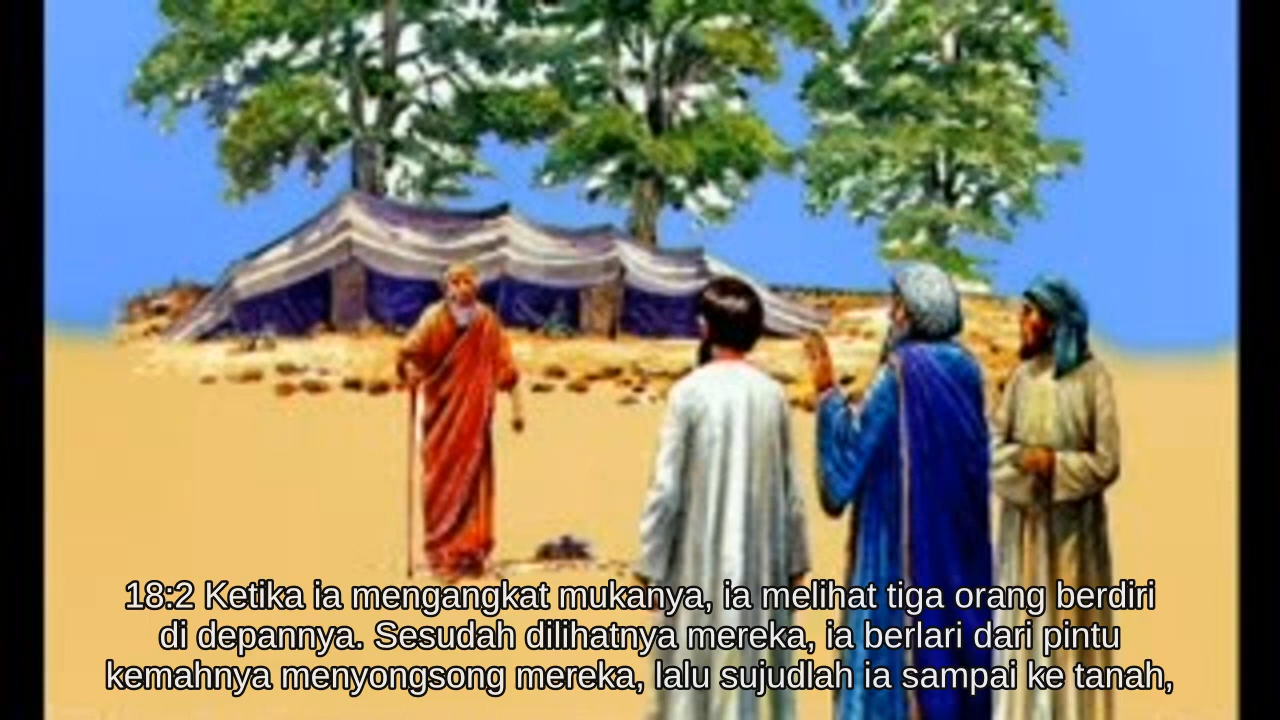 18:2 Ketika ia mengangkat mukanya, ia melihat tiga orang berdiri
di depannya. Sesudah dilihatnya mereka, ia berlari dari pintu
kemahnya menyongsong mereka, lalu sujudlah ia sampai ke tanah,